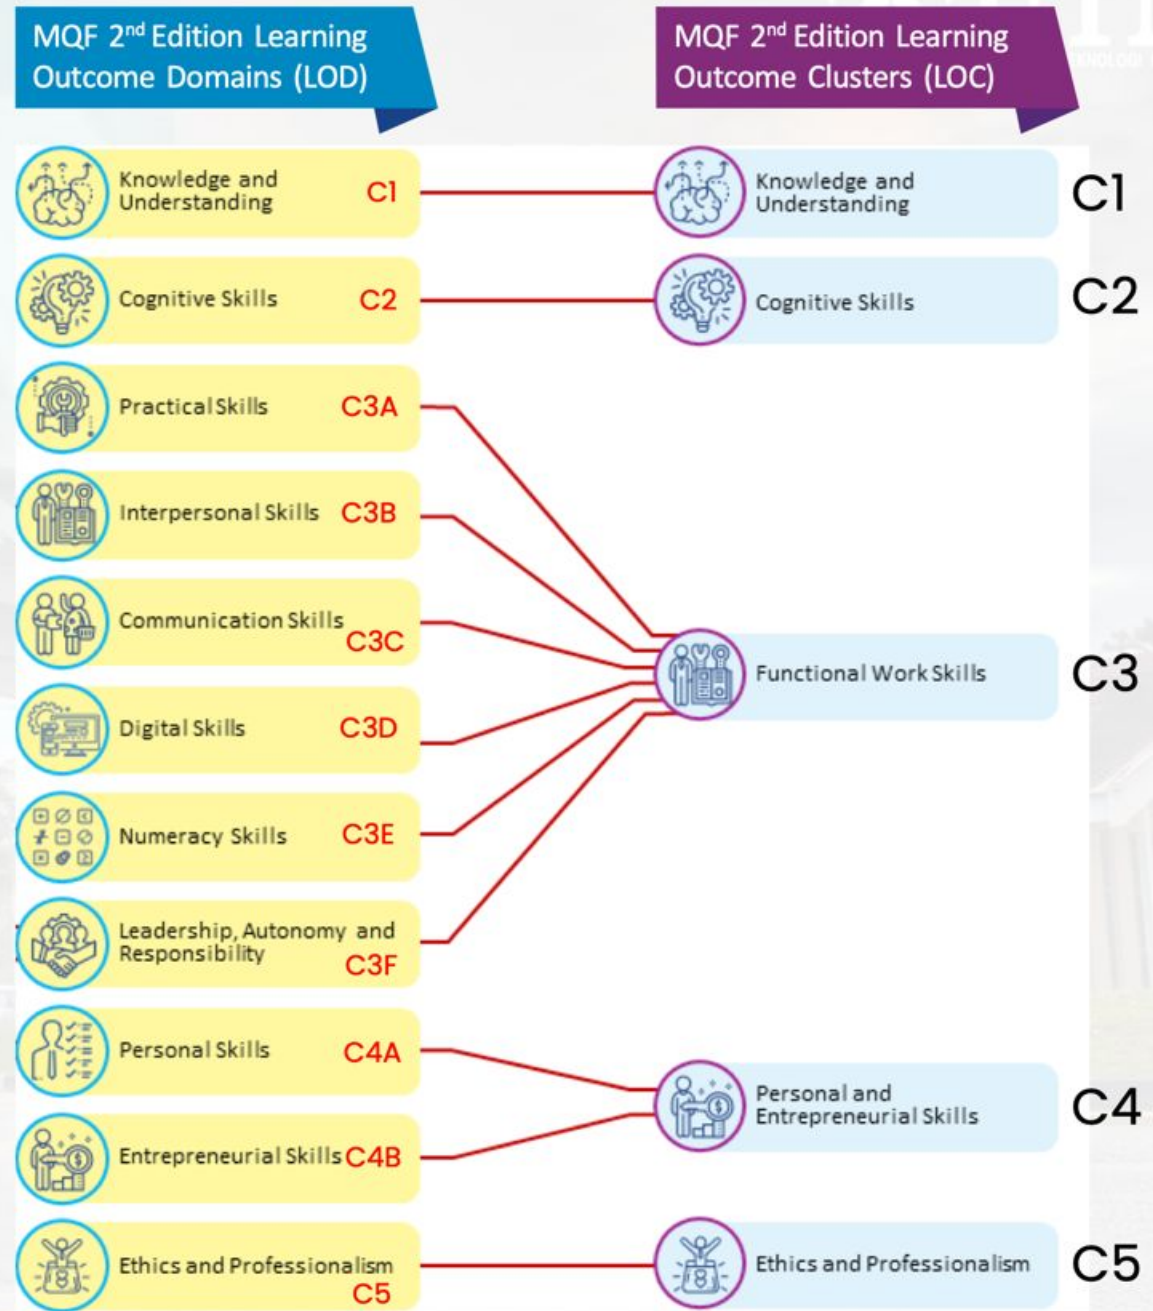 MQF 2nd Edition Learning
Outcome Domains (LOD)
MQF 2nd Edition Learning
Outcome Clusters (LOC)
Knowledge and
Understanding
C1
Knowledge and
Understanding
C1
Cognitive Skills C2
Cognitive Skills
C2
Practical Skills C3A
Interpersonal Skills C3B
Communication Skills
C3C
Digital Skills C3D
Numeracy Skills C3E
Leadership, Autonomy and
Responsibility
C3F
Functional Work Skills
C3
Personal Skills C4A
Entrepreneurial Skills C4B
Personal and
Entrepreneurial Skills
C4
Ethics and Professionalism
C5
Ethics and Professionalism
C5